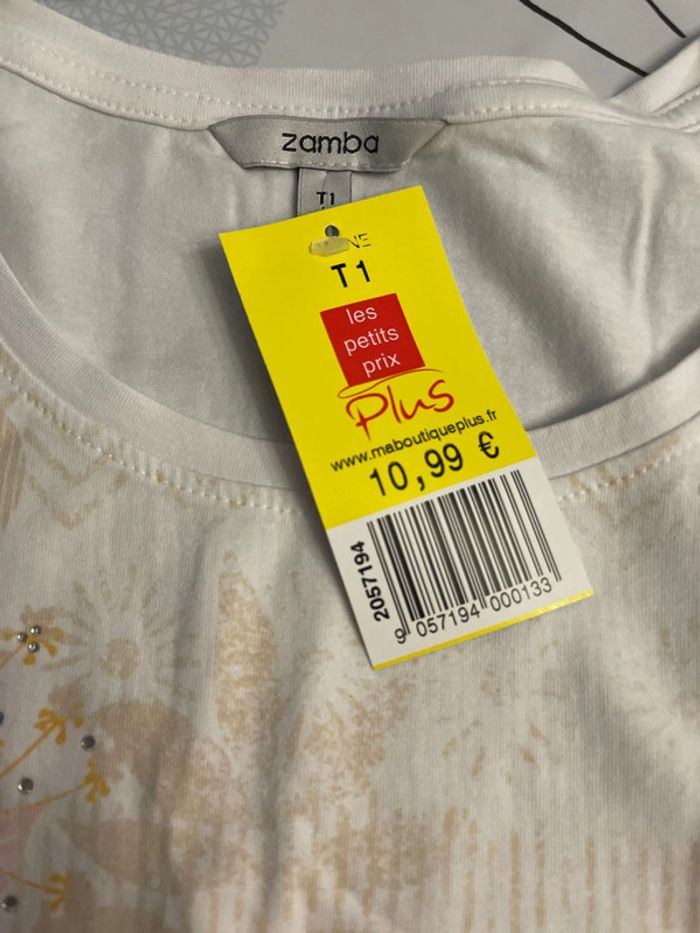 zamba
T1
T1
les
petits
prix
Plus
www.maboutiqueplus.fr
10,99 €
2057194
9 057194 000133